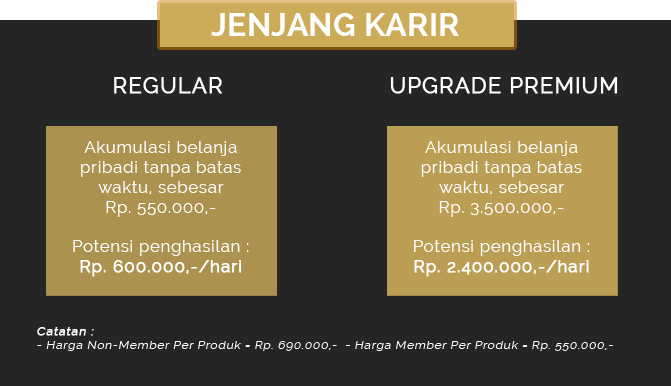 JENJANG KARIR
REGULAR
Akumulasi belanja
pribadi tanpa batas
waktu, sebesar
Rp. 550.000,-
Potensi penghasilan :
Rp. 600.000,-/hari
UPGRADE PREMIUM
Akumulasi belanja
pribadi tanpa batas
waktu, sebesar
Rp. 3.500.000,-
Potensi penghasilan :
Rp. 2.400.000,-/hari
Catatan :
- Harga Non-Member Per Produk = Rp. 690.000,- - Harga Member Per Produk = Rp. 550.000,-